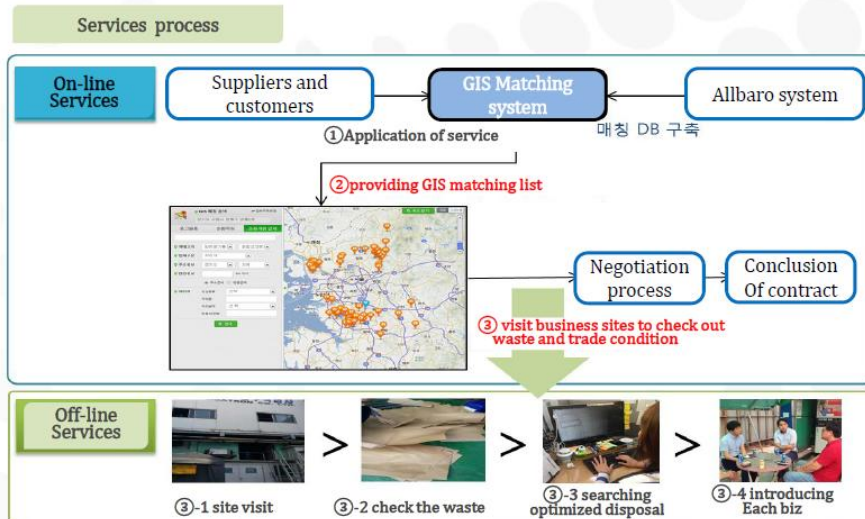 Services process
On-line
Services
Suppliers and
customers
GIS Matching
system
Allbaro system
①Application of service
매칭 DB 구축
②providing GIS matching list
Negotiation
process
Conclusion
Of contract
③ visit business sites to check out
waste and trade condition
Off-line
Services
③-1 site visit
③-2 check the waste
③-3 searching
optimized disposal
③-4 introducing
Each biz
>
>
>